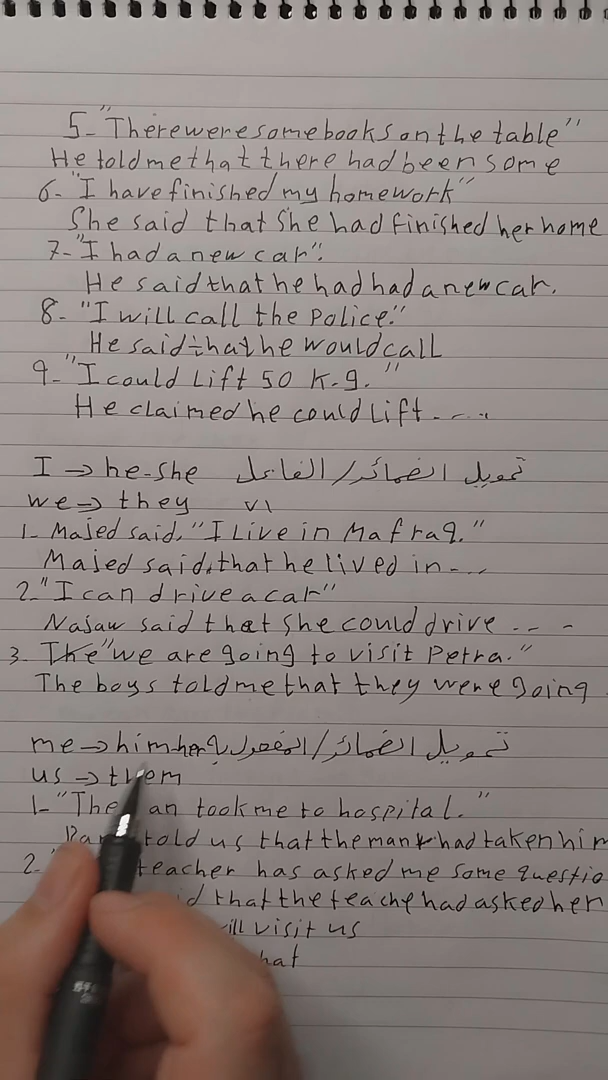 5- "There were some books on the table"
He told me that there had been some
6- "I have finished my homework"
She said that she had finished her home
7- "I had a new car".
He said that he had had a new car.
8- "I will call the Police."
He said that he would call
9- "I could Lift 50 K.g."
He claimed he could Lift ....
I → he-she تحويل الضمائر/الفاعل
we → they
1- Majed said, "I Live in Mafraq."
Majed said, that he lived in ...
2- "I can drive a car"
said that she could drive ...
3- "we are going to visit Petra."
The boys told me that they were going
me → him-her تحويل الضمائر/المفعول به
us → them
1- "The an took me to hospital."
told us that the man had taken him
2- teacher has asked me some questio
d that the teach had asked her
ill visit us
hat